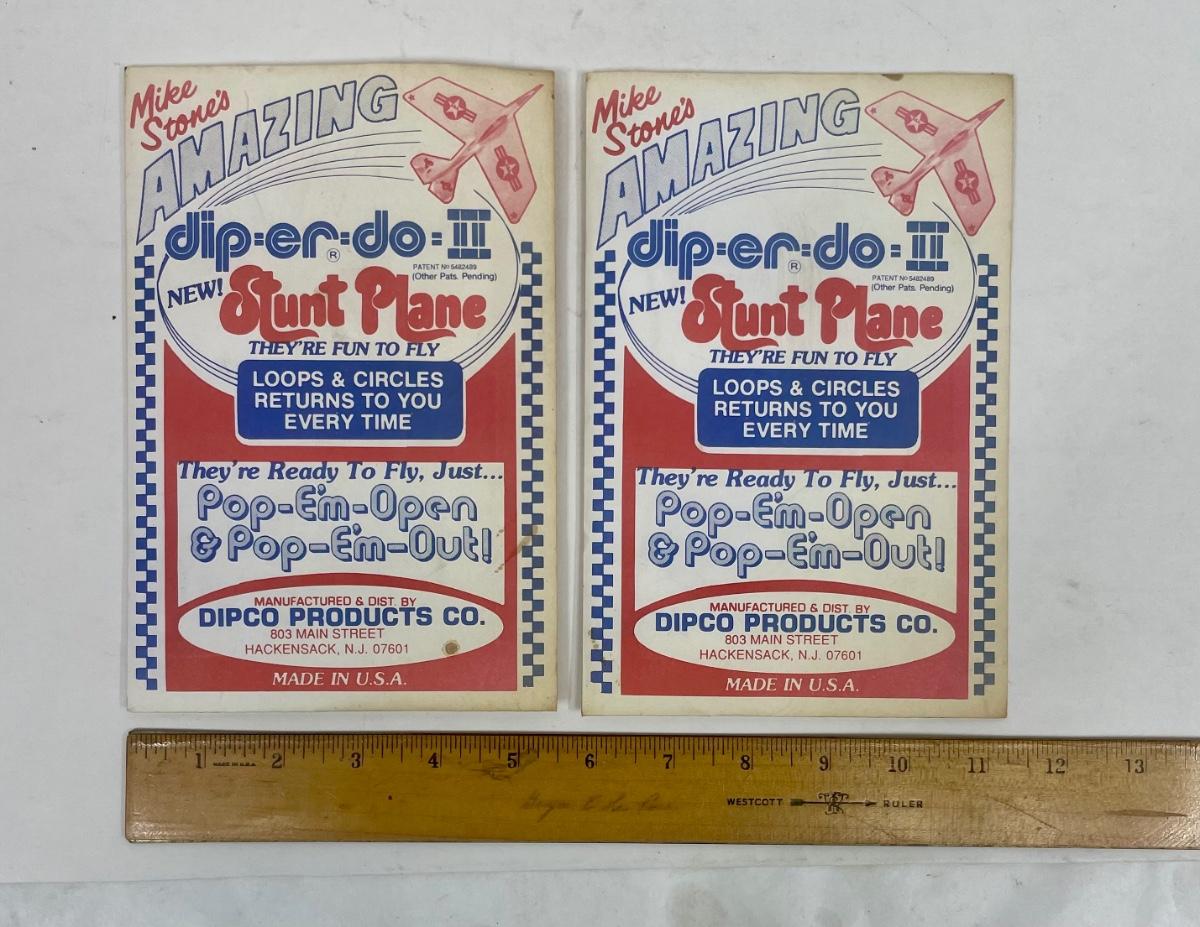 Mike
Stone's
AMAZING
dip-er-do-II
®
PATENT Nº 5482489
(Other Pats. Pending)
NEW!
Stunt Plane
THEY'RE FUN TO FLY
LOOPS & CIRCLES
RETURNS TO YOU
EVERY TIME
They're Ready To Fly, Just...
Pop-E'm-Open
& Pop-E'm-Out!
MANUFACTURED & DIST. BY
DIPCO PRODUCTS CO.
803 MAIN STREET
HACKENSACK, N.J. 07601
MADE IN U.S.A.
Mike
Stone's
AMAZING
dip-er-do-II
®
PATENT Nº 5482489
(Other Pats. Pending)
NEW!
Stunt Plane
THEY'RE FUN TO FLY
LOOPS & CIRCLES
RETURNS TO YOU
EVERY TIME
They're Ready To Fly, Just...
Pop-E'm-Open
& Pop-E'm-Out!
MANUFACTURED & DIST. BY
DIPCO PRODUCTS CO.
803 MAIN STREET
HACKENSACK, N.J. 07601
MADE IN U.S.A.
1 2 3 4 5 6 7 8 9 10 11 12 13
MADE IN U.S.A.
WESTCOTT RULER